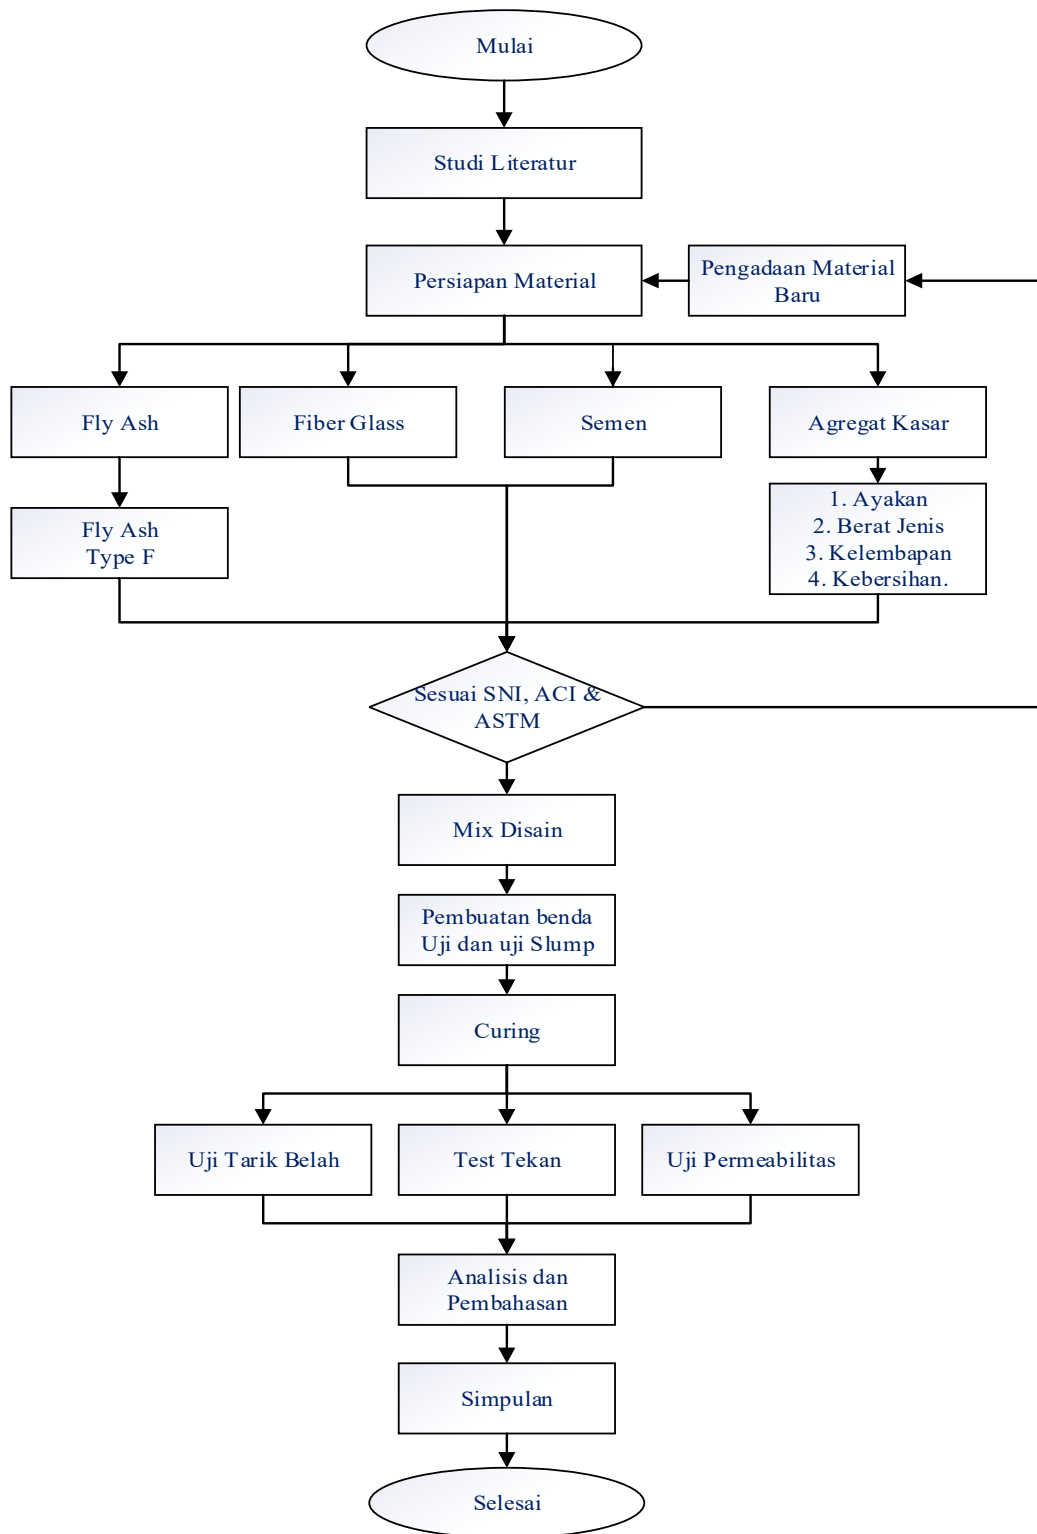 Mulai
Studi Literatur
Persiapan Material
Pengadaan Material
Baru
Fly Ash
Fiber Glass
Semen
Agregat Kasar
Fly Ash
Type F
1. Ayakan
2. Berat Jenis
3. Kelembapan
4. Kebersihan.
Sesuai SNI, ACI &
ASTM
Mix Disain
Pembuatan benda
Uji dan uji Slump
Curing
Uji Tarik Belah
Test Tekan
Uji Permeabilitas
Analisis dan
Pembahasan
Simpulan
Selesai